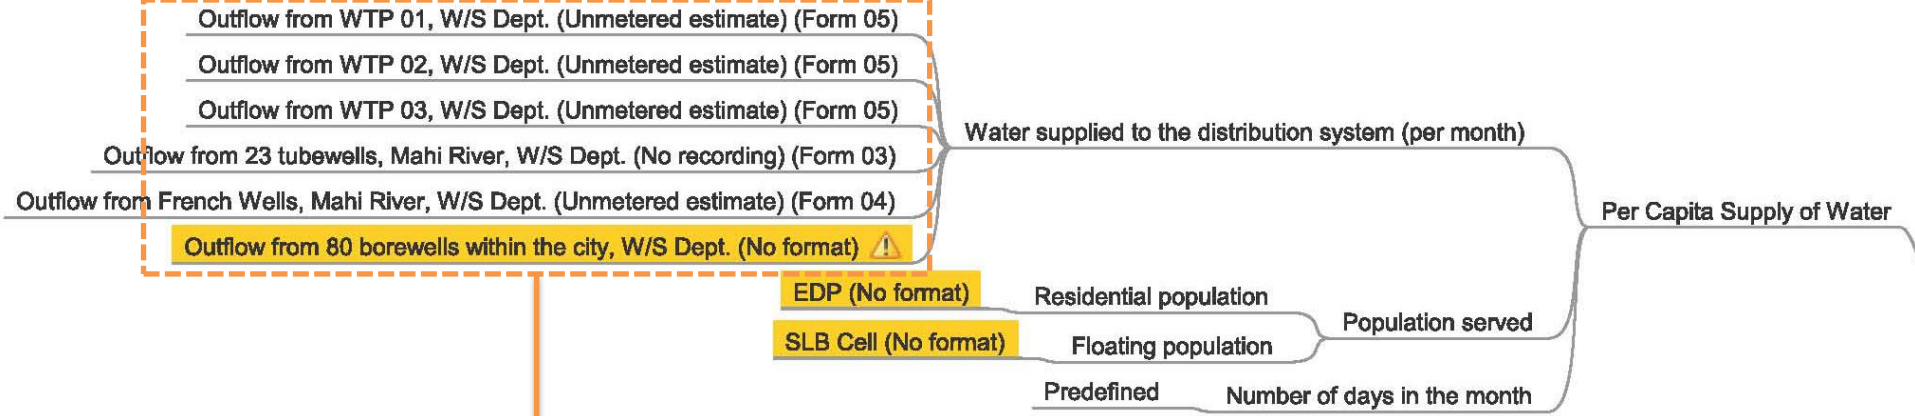 Outflow from WTP 01, W/S Dept. (Unmetered estimate) (Form 05)
Outflow from WTP 02, W/S Dept. (Unmetered estimate) (Form 05)
Outflow from WTP 03, W/S Dept. (Unmetered estimate) (Form 05)
Outflow from 23 tubewells, Mahi River, W/S Dept. (No recording) (Form 03)
Outflow from French Wells, Mahi River, W/S Dept. (Unmetered estimate) (Form 04)
Outflow from 80 borewells within the city, W/S Dept. (No format)
Water supplied to the distribution system (per month)
EDP (No format)
Residential population
SLB Cell (No format)
Floating population
Population served
Predefined
Number of days in the month
Per Capita Supply of Water